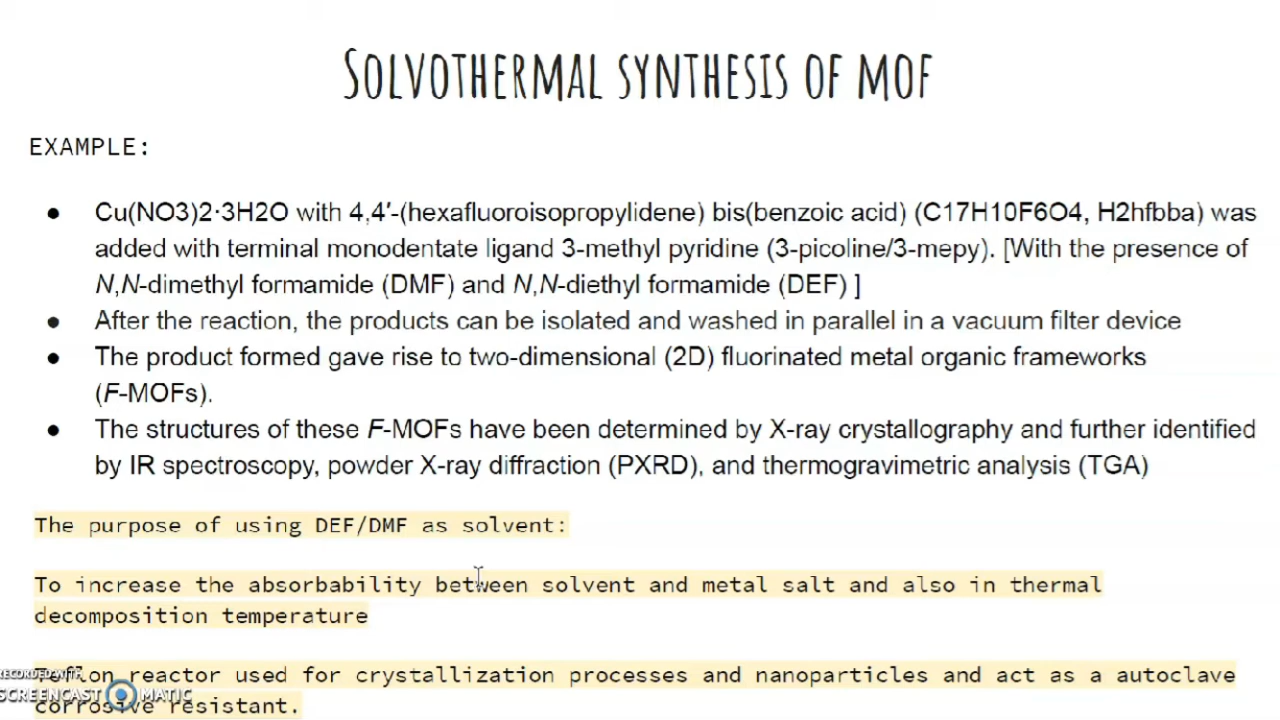 SOLVOTHERMAL SYNTHESIS OF MOF
EXAMPLE:
● Cu(NO3)2·3H2O with 4,4′-(hexafluoroisopropylidene) bis(benzoic acid) (C17H10F6O4, H2hfbba) was
added with terminal monodentate ligand 3-methyl pyridine (3-picoline/3-mepy). [With the presence of
N,N-dimethyl formamide (DMF) and N,N-diethyl formamide (DEF) ]
● After the reaction, the products can be isolated and washed in parallel in a vacuum filter device
● The product formed gave rise to two-dimensional (2D) fluorinated metal organic frameworks
(F-MOFs).
● The structures of these F-MOFs have been determined by X-ray crystallography and further identified
by IR spectroscopy, powder X-ray diffraction (PXRD), and thermogravimetric analysis (TGA)
The purpose of using DEF/DMF as solvent:
To increase the absorbability between solvent and metal salt and also in thermal
decomposition temperature
Teflon reactor used for crystallization processes and nanoparticles and act as a autoclave
corrosive resistant.
RECORDED WITH
SCREENCAST MATIC